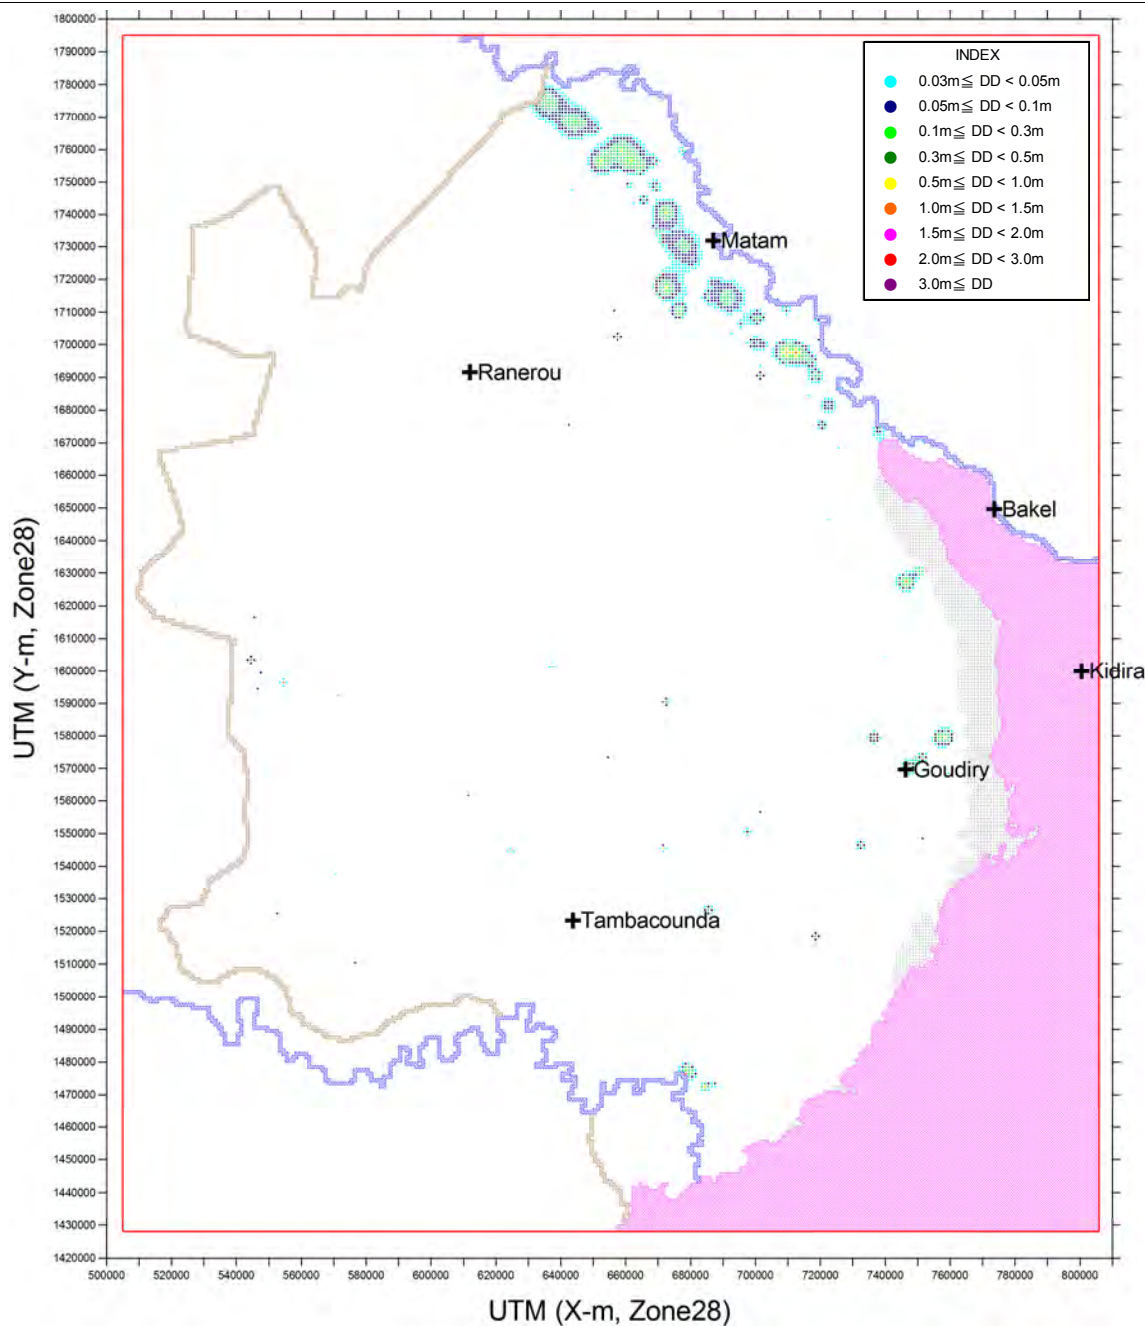 1800000
1790000
1780000
1770000
1760000
1750000
1740000
1730000
1720000
1710000
1700000
1690000
1680000
1670000
1660000
1650000
1640000
1630000
1620000
1610000
1600000
1590000
1580000
1570000
1560000
1550000
1540000
1530000
1520000
1510000
1500000
1490000
1480000
1470000
1460000
1450000
1440000
1430000
1420000
UTM (Y-m, Zone28)
INDEX
0.03m≦ DD < 0.05m
0.05m≦ DD < 0.1m
0.1m≦ DD < 0.3m
0.3m≦ DD < 0.5m
0.5m≦ DD < 1.0m
1.0m≦ DD < 1.5m
1.5m≦ DD < 2.0m
2.0m≦ DD < 3.0m
3.0m≦ DD
Matam
Ranerou
Bakel
Kidira
Goudiry
Tambacounda
500000 520000 540000 560000 580000 600000 620000 640000 660000 680000 700000 720000 740000 760000 780000 800000
UTM (X-m, Zone28)